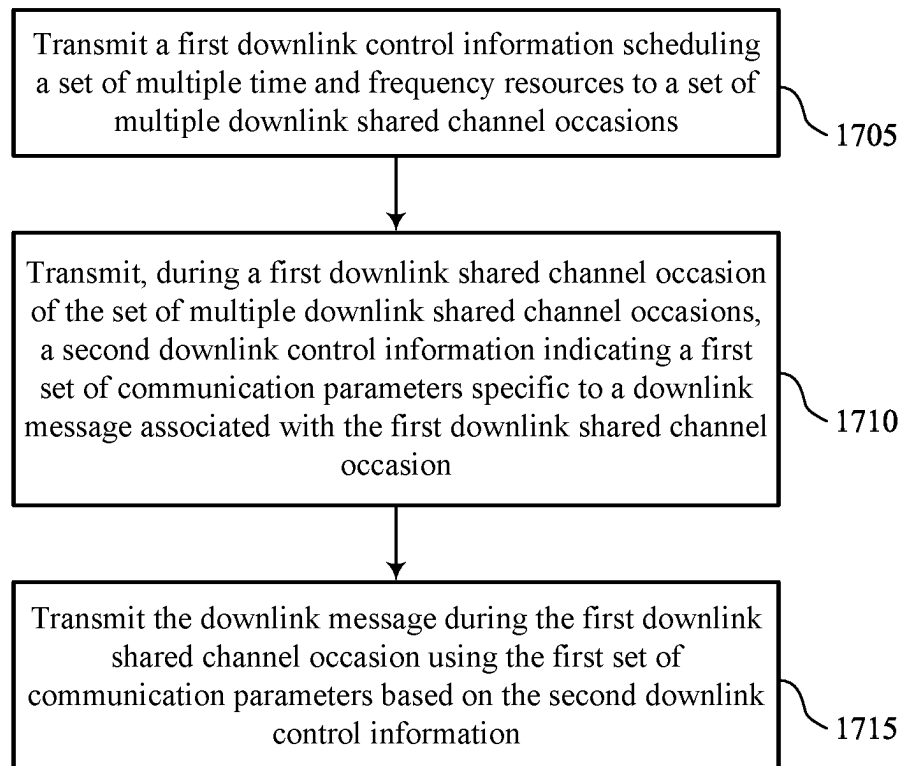 Transmit a first downlink control information scheduling
a set of multiple time and frequency resources to a set of
multiple downlink shared channel occasions
1705
Transmit, during a first downlink shared channel occasion
of the set of multiple downlink shared channel occasions,
a second downlink control information indicating a first
set of communication parameters specific to a downlink
message associated with the first downlink shared channel
occasion
1710
Transmit the downlink message during the first downlink
shared channel occasion using the first set of
communication parameters based on the second downlink
control information
1715